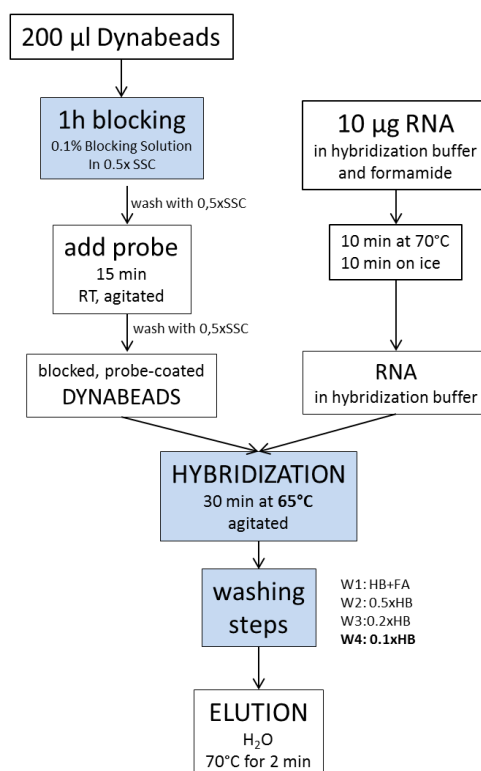 200 µl Dynabeads
1h blocking
0.1% Blocking Solution
In 0.5x SSC
wash with 0,5xSSC
add probe
15 min
RT, agitated
wash with 0,5xSSC
blocked, probe-coated
DYNABEADS
10 µg RNA
in hybridization buffer
and formamide
10 min at 70°C
10 min on ice
RNA
in hybridization buffer
HYBRIDIZATION
30 min at 65°C
agitated
washing
steps
W1: HB+FA
W2: 0.5xHB
W3:0.2xHB
W4: 0.1xHB
ELUTION
H₂O
70°C for 2 min